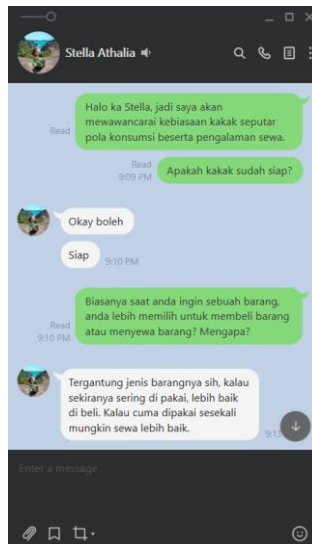 Stella Athalia
Halo ka Stella, jadi saya akan
mewawancarai kebiasaan kakak seputar
pola konsumsi beserta pengalaman sewa.
Read
Read
9:09 PM
Apakah kakak sudah siap?
Okay boleh
Siap
9:10 PM
Biasanya saat anda ingin sebuah barang,
anda lebih memilih untuk membeli barang
atau menyewa barang? Mengapa?
Read
9:10 PM
Tergantung jenis barangnya sih, kalau
sekiranya sering di pakai, lebih baik
di beli. Kalau cuma dipakai sesekali
mungkin sewa lebih baik.
Enter a message